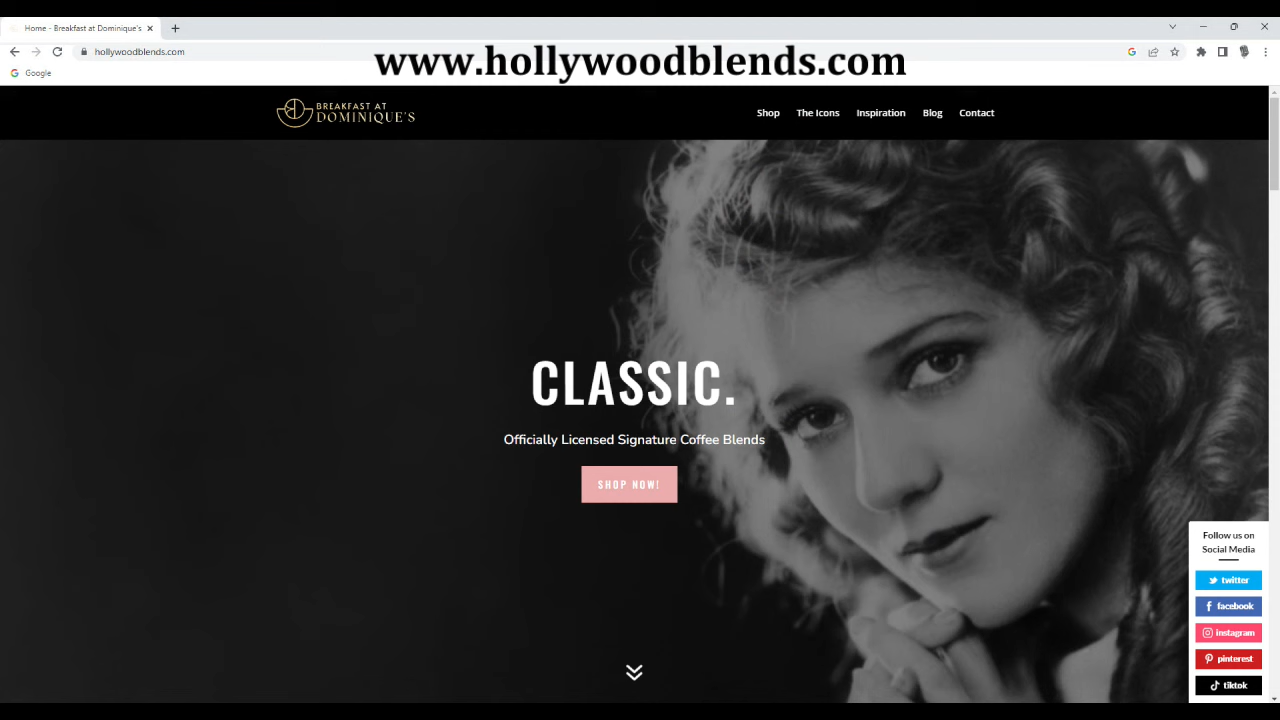 Home - Breakfast at Dominique's
hollywoodblends.com
www.hollywoodblends.com
Google
BREAKFAST AT
DOMINIQUE'S
Shop The Icons Inspiration Blog Contact
CLASSIC.
Officially Licensed Signature Coffee Blends
SHOP NOW!
Follow us on
Social Media
twitter
facebook
instagram
pinterest
tiktok